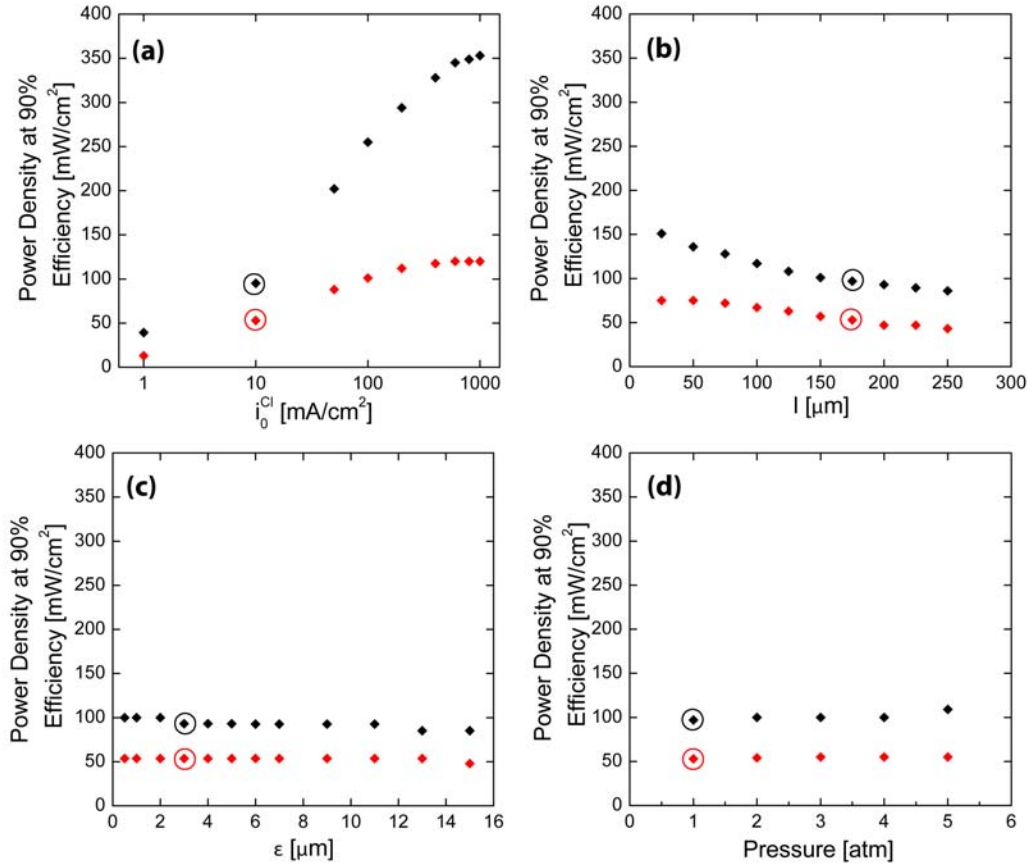 (a)
Power Density at 90%
Efficiency [mW/cm²]
400
350
300
250
200
150
100
50
0
1 10 100 1000
i₀^Cl [mA/cm²]
(b)
Power Density at 90%
Efficiency [mW/cm²]
400
350
300
250
200
150
100
50
0
0 50 100 150 200 250 300
l [μm]
(c)
Power Density at 90%
Efficiency [mW/cm²]
400
350
300
250
200
150
100
50
0
0 2 4 6 8 10 12 14 16
ε [μm]
(d)
Power Density at 90%
Efficiency [mW/cm²]
400
350
300
250
200
150
100
50
0
0 1 2 3 4 5 6
Pressure [atm]